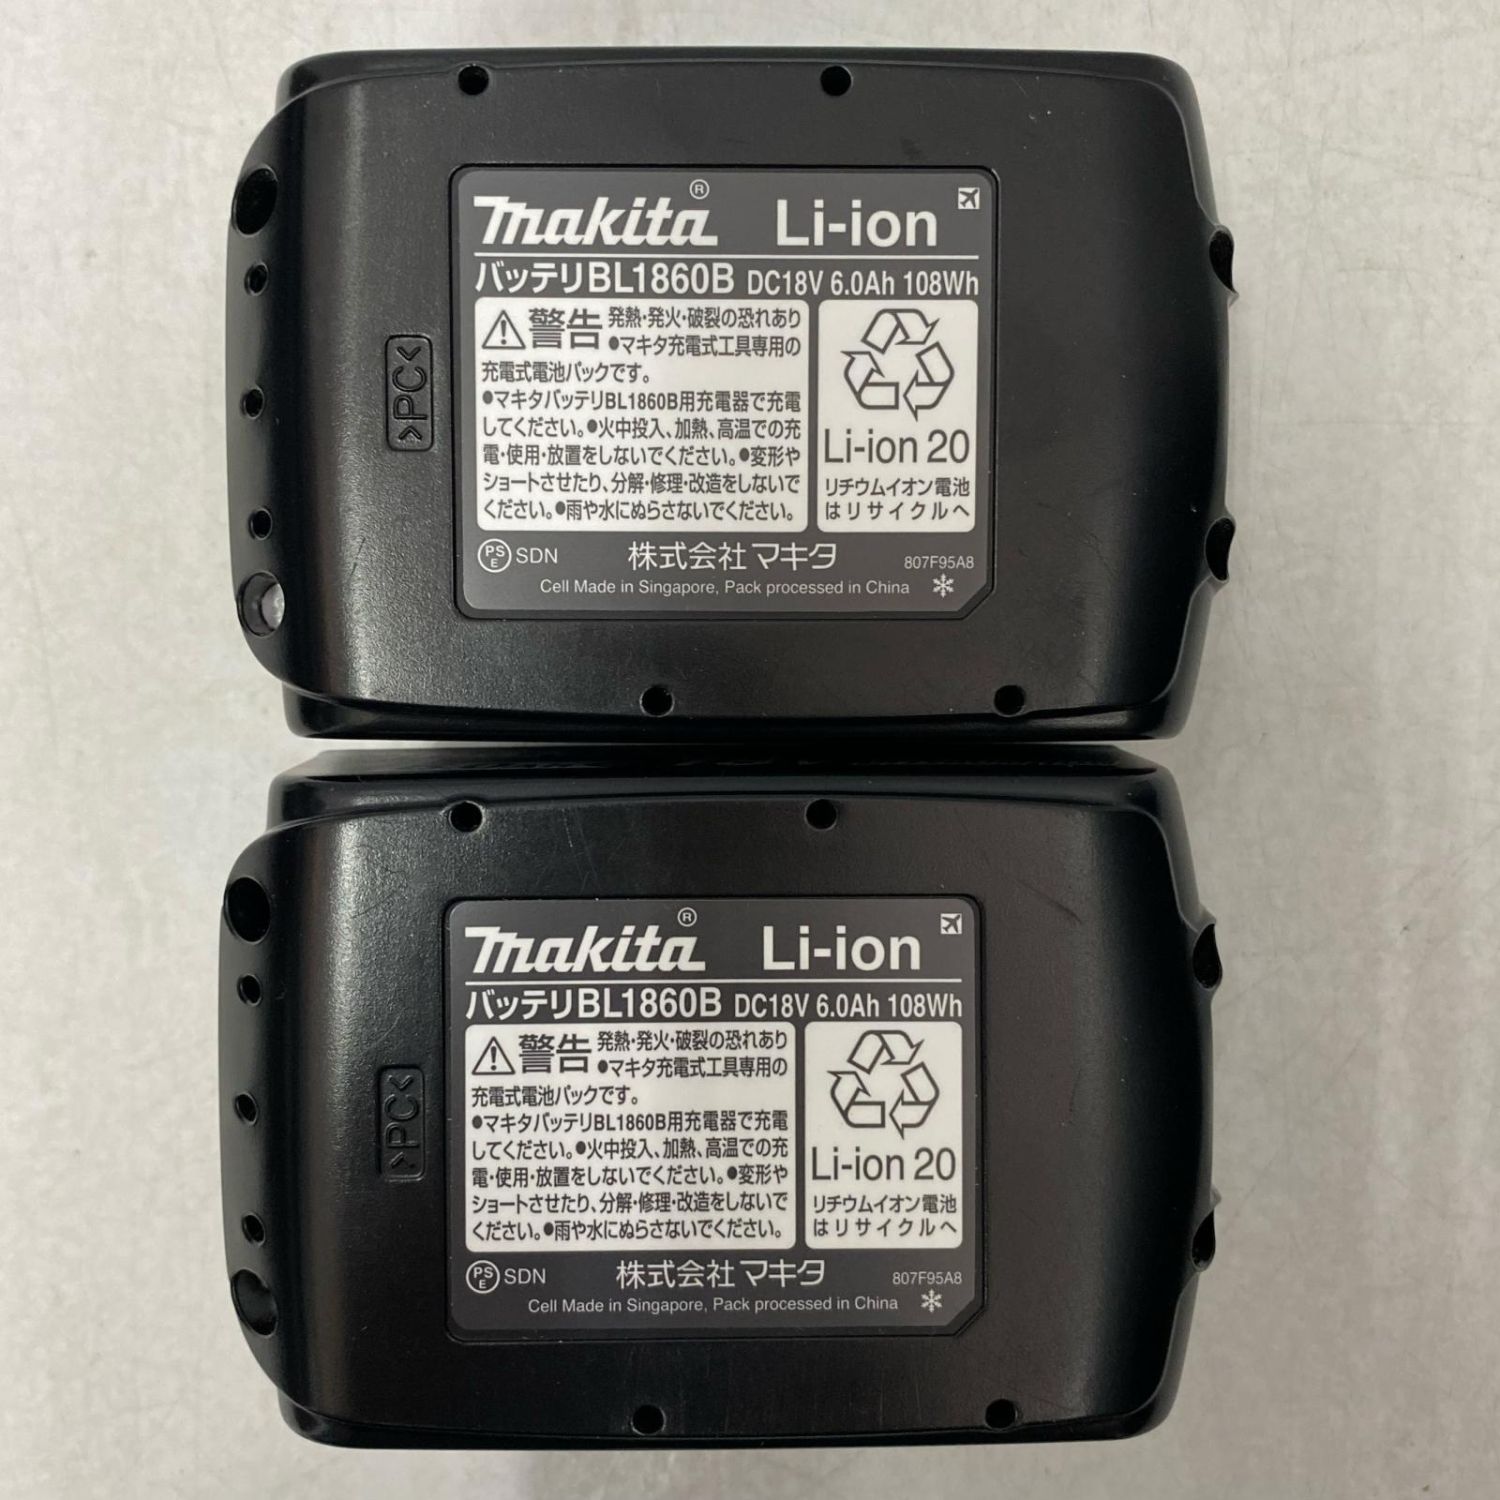 makita® Li-ion
バッテリBL1860B DC18V 6.0Ah 108Wh
警告 発熱・発火・破裂の恐れあり
●マキタ充電式工具専用の
充電式電池パックです。
●マキタバッテリBL1860B用充電器で充電
してください。●火中投入、加熱、高温での充
電・使用・放置をしないでください。●変形や
ショートさせたり、分解・修理・改造をしないで
ください。●雨や水にぬらさないでください。
Li-ion 20
リチウムイオン電池
はリサイクルへ
PSE SDN 株式会社マキタ 807F95A8
Cell Made in Singapore, Pack processed in China
>PC<
makita® Li-ion
バッテリBL1860B DC18V 6.0Ah 108Wh
警告 発熱・発火・破裂の恐れあり
●マキタ充電式工具専用の
充電式電池パックです。
●マキタバッテリBL1860B用充電器で充電
してください。●火中投入、加熱、高温での充
電・使用・放置をしないでください。●変形や
ショートさせたり、分解・修理・改造をしないで
ください。●雨や水にぬらさないでください。
Li-ion 20
リチウムイオン電池
はリサイクルへ
PSE SDN 株式会社マキタ 807F95A8
Cell Made in Singapore, Pack processed in China
>PC<